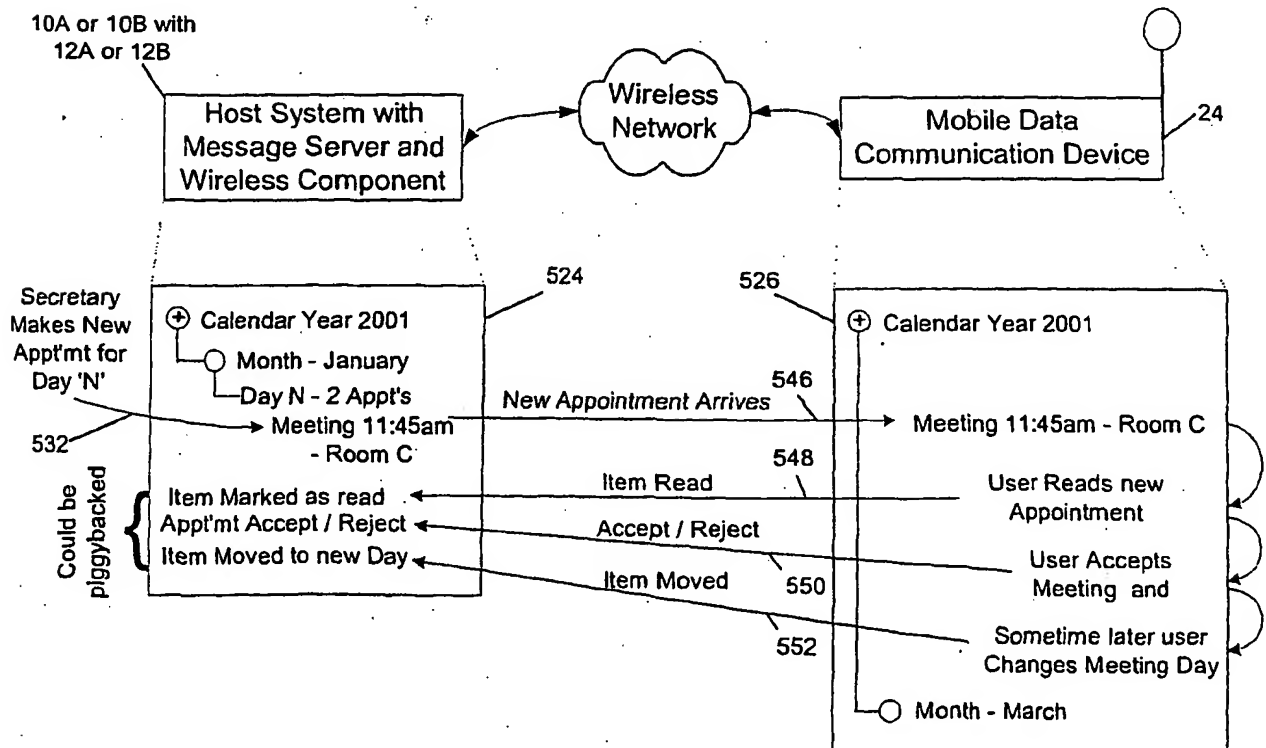 10A or 10B with
12A or 12B
Host System with
Message Server and
Wireless Component
Wireless
Network
Mobile Data
Communication Device
24
Secretary
Makes New
Appt'mt for
Day 'N'
532
524
Calendar Year 2001
Month - January
Day N - 2 Appt's
Meeting 11:45am
- Room C
Could be
piggybacked
Item Marked as read
Appt'mt Accept / Reject
Item Moved to new Day
New Appointment Arrives
546
Item Read
548
Accept / Reject
550
Item Moved
552
526
Calendar Year 2001
Meeting 11:45am - Room C
User Reads new
Appointment
User Accepts
Meeting and
Sometime later user
Changes Meeting Day
Month - March